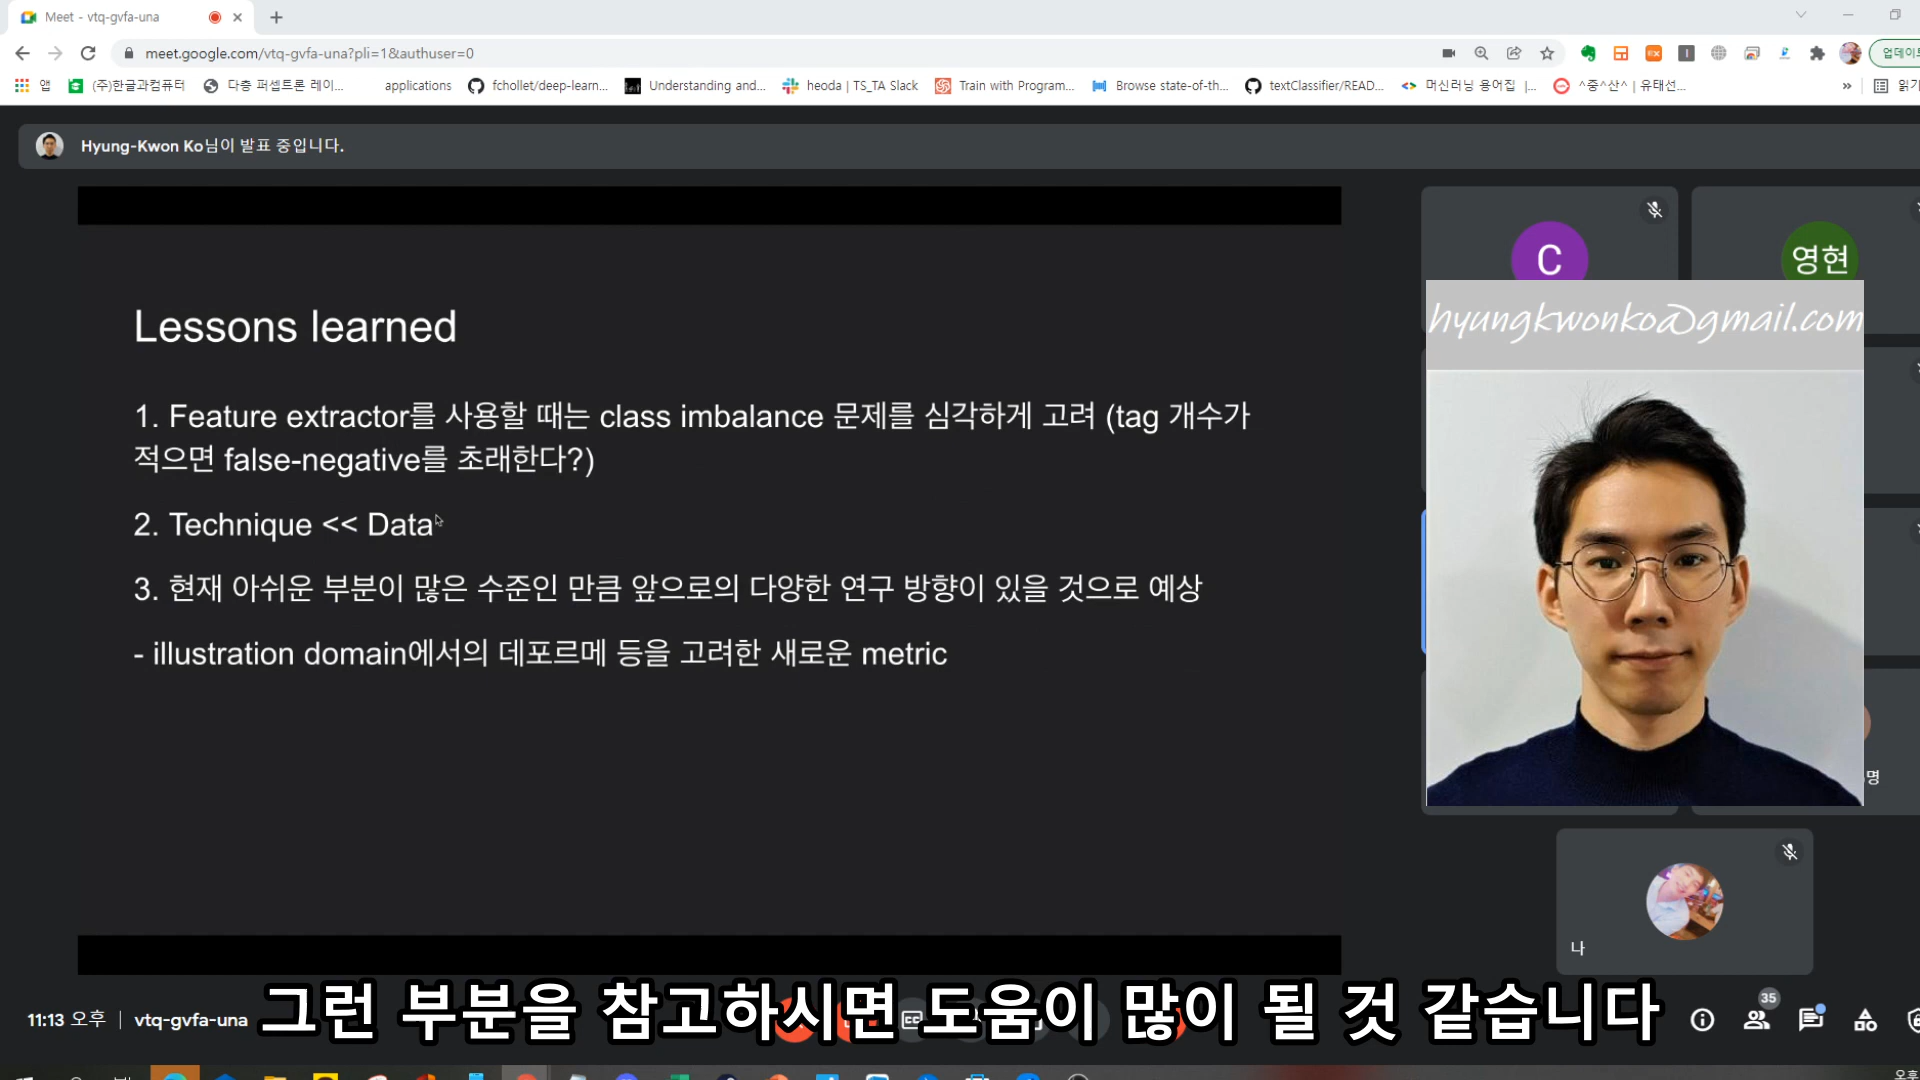 Meet - vtq-gvfa-una
meet.google.com/vtq-gvfa-una?pli=1&authuser=0
앱
(주)한글과컴퓨터
다층 퍼셉트론 레이...
applications
fchollet/deep-learn...
Understanding and...
heoda | TS_TA Slack
Train with Program...
Browse state-of-th...
textClassifier/READ...
머신러닝 용어집 |...
^중^산^ | 유태선...
Hyung-Kwon Ko님이 발표 중입니다.
C
영현
hyungkwonko@gmail.com
Lessons learned
1. Feature extractor를 사용할 때는 class imbalance 문제를 심각하게 고려 (tag 개수가
적으면 false-negative를 초래한다?)
2. Technique << Data
3. 현재 아쉬운 부분이 많은 수준인 만큼 앞으로의 다양한 연구 방향이 있을 것으로 예상
- illustration domain에서의 데포르메 등을 고려한 새로운 metric
명
나
11:13 오후 | vtq-gvfa-una
그런 부분을 참고하시면 도움이 많이 될 것 같습니다
35